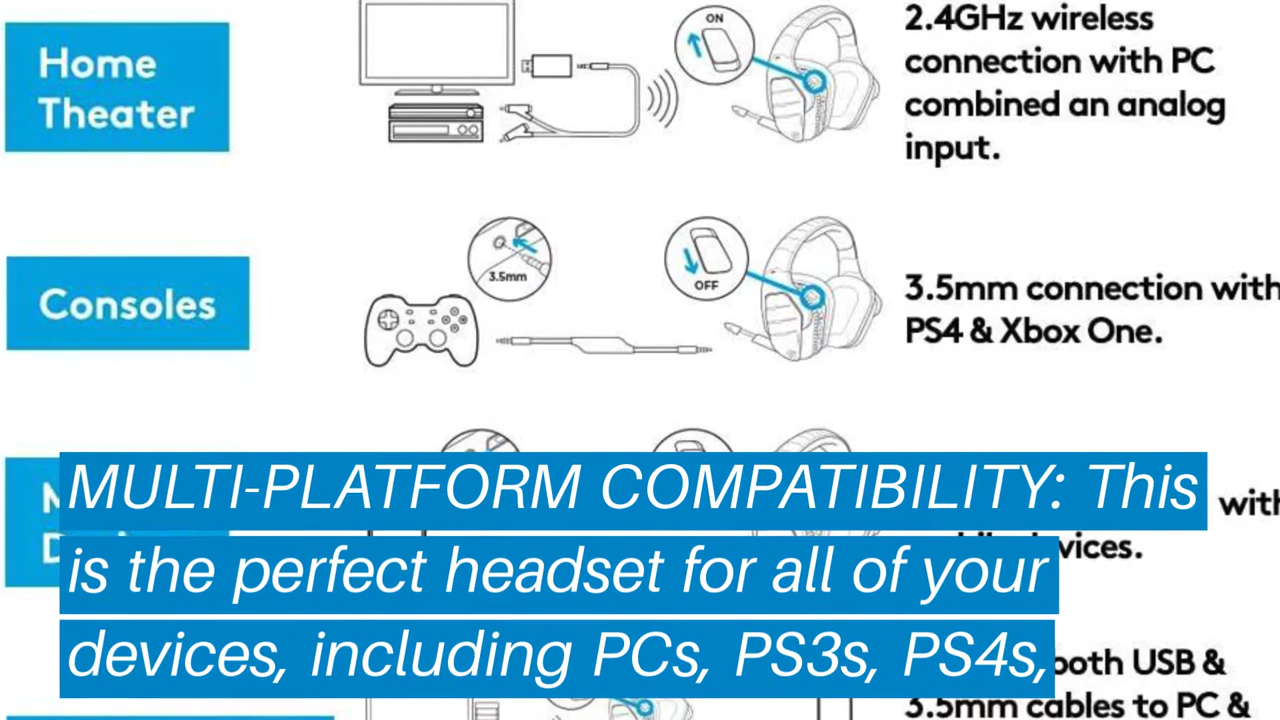 Home
Theater
ON
2.4GHz wireless
connection with PC
combined an analog
input.
Consoles
3.5mm
OFF
3.5mm connection with
PS4 & Xbox One.
with
MULTI-PLATFORM COMPATIBILITY: This
is the perfect headset for all of your
devices, including PCs, PS3s, PS4s,
both USB &
3.5mm cables to PC &